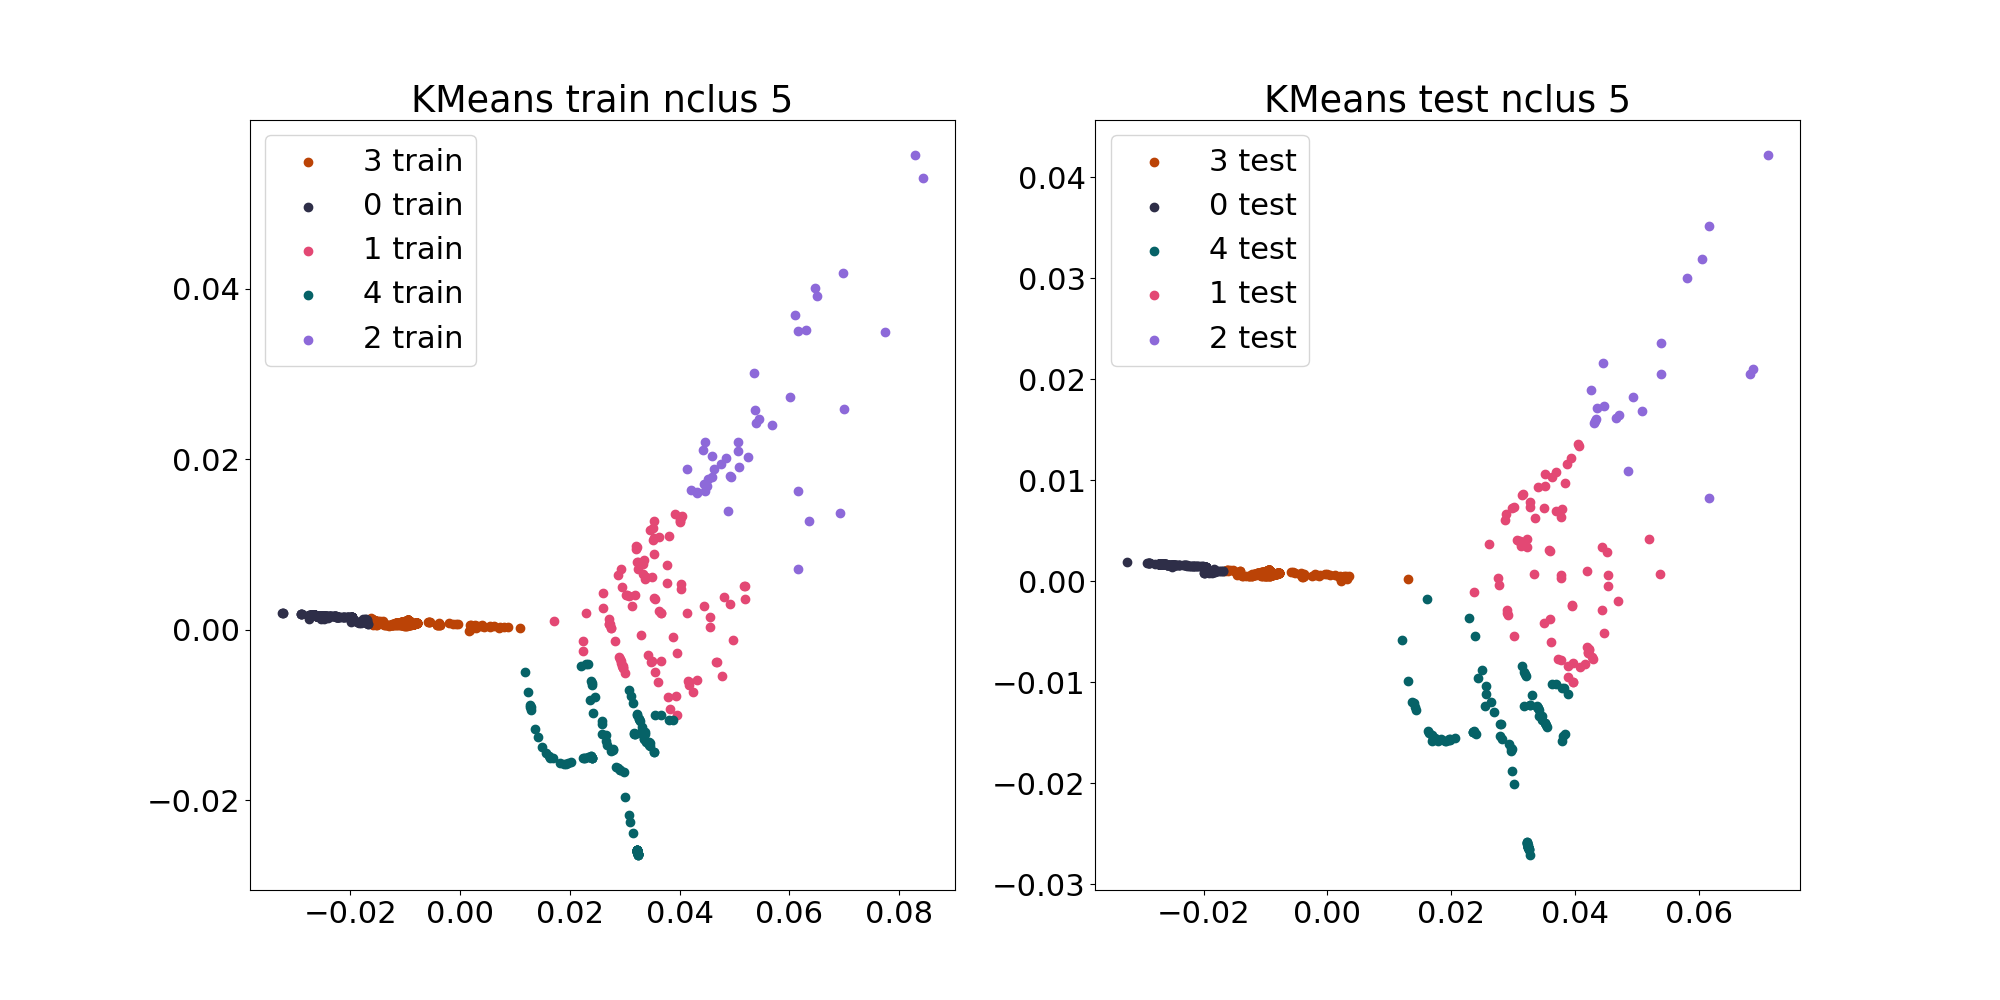 KMeans train nclus 5
3 train
0 train
1 train
4 train
2 train
0.04
0.02
0.00
−0.02
−0.02 0.00 0.02 0.04 0.06 0.08
KMeans test nclus 5
3 test
0 test
4 test
1 test
2 test
0.04
0.03
0.02
0.01
0.00
−0.01
−0.02
−0.03
−0.02 0.00 0.02 0.04 0.06